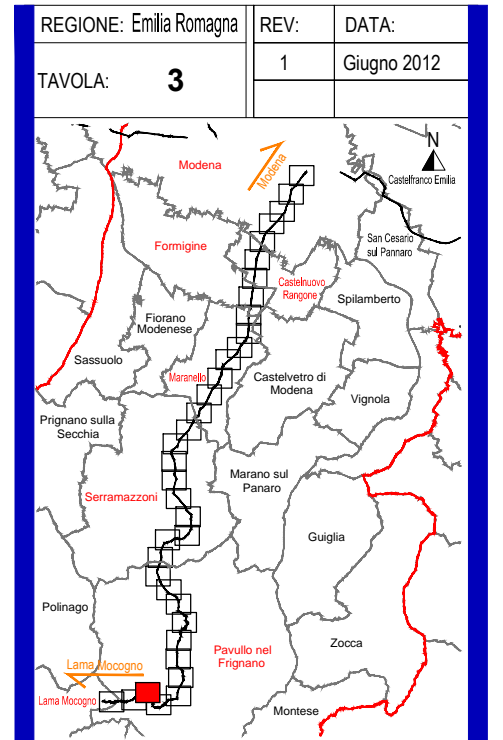 REGIONE: Emilia Romagna
REV:
DATA:
1
Giugno 2012
TAVOLA:
3
N
Modena
Modena
Castelfranco Emilia
San Cesario
sul Pannaro
Formigine
Castelnuovo
Rangone
Spilamberto
Fiorano
Modenese
Sassuolo
Maranello
Castelvetro di
Modena
Vignola
Prignano sulla
Secchia
Marano sul
Panaro
Serramazzoni
Guiglia
Polinago
Pavullo nel
Frignano
Zocca
Lama Mocogno
Lama Mocogno
Montese